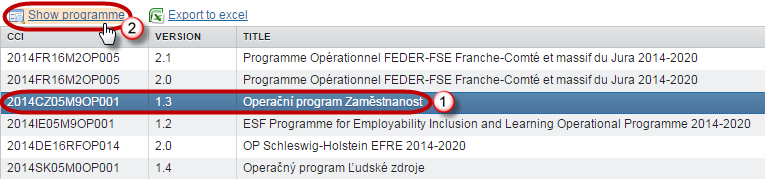 Show programme 2 Export to excel
CCI VERSION TITLE
2014FR16M2OP005 2.1 Programme Opérationnel FEDER-FSE Franche-Comté et massif du Jura 2014-2020
2014FR16M2OP005 2.0 Programme Opérationnel FEDER-FSE Franche-Comté et massif du Jura 2014-2020
2014CZ05M9OP001 1.3 Operační program Zaměstnanost 1
2014IE05M9OP001 1.2 ESF Programme for Employability Inclusion and Learning Operational Programme 2014-2020
2014DE16RFOP014 2.0 OP Schleswig-Holstein EFRE 2014-2020
2014SK05M0OP001 1.4 Operačný program Ľudské zdroje